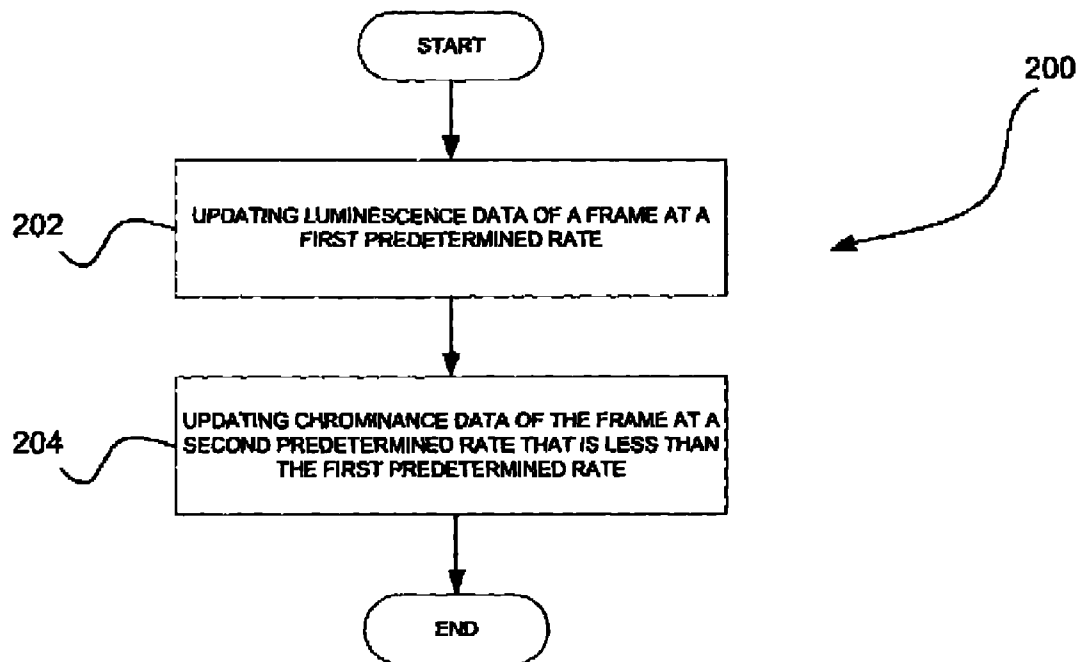 START
200
202
UPDATING LUMINESCENCE DATA OF A FRAME AT A
FIRST PREDETERMINED RATE
204
UPDATING CHROMINANCE DATA OF THE FRAME AT A
SECOND PREDETERMINED RATE THAT IS LESS THAN
THE FIRST PREDETERMINED RATE
END